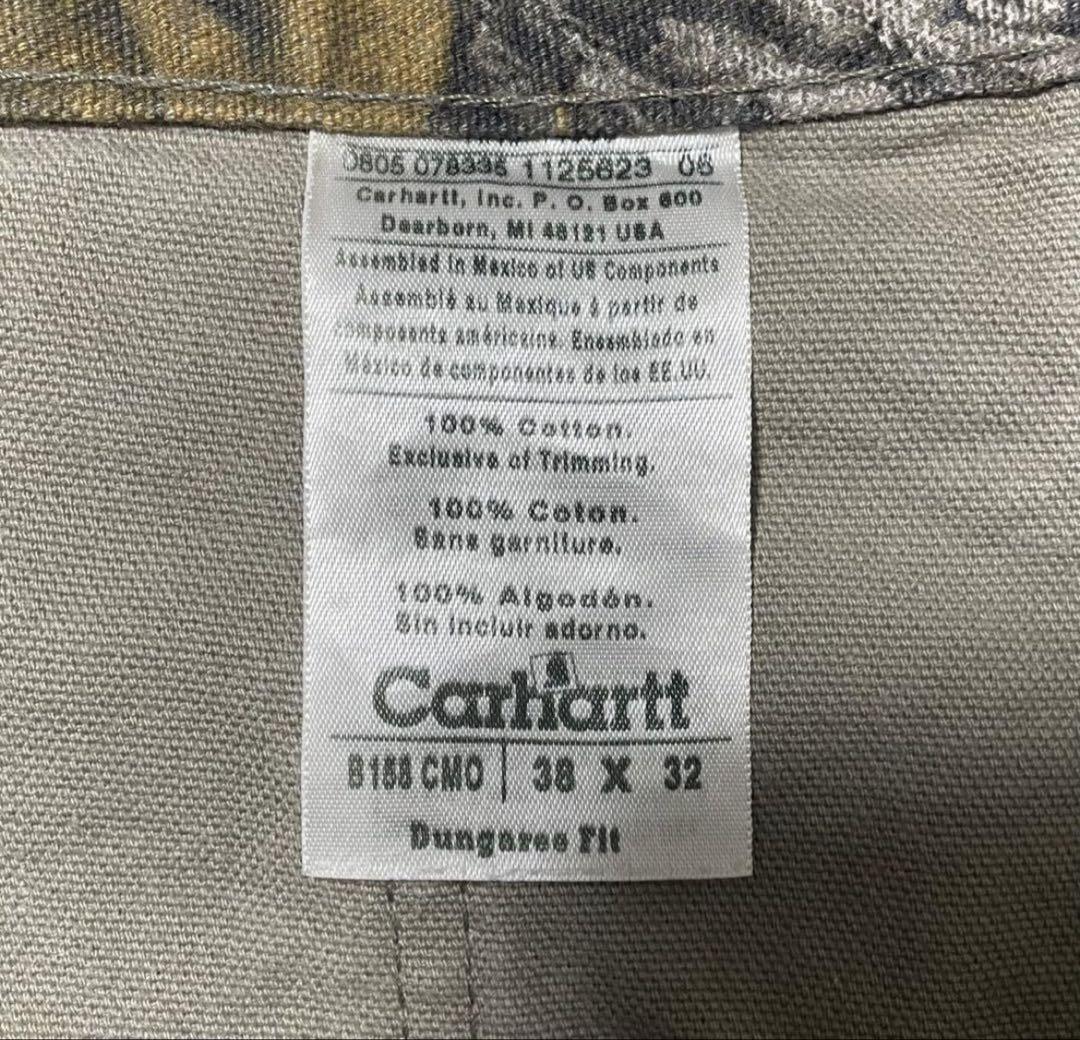 0805 078335 1125823 06
Carhartt, Inc. P. O. Box 600
Dearborn, MI 48121 USA
Assembled in Mexico of US Components
Assemblé au Mexique à partir de
composants américains. Ensamblado en
México de componentes de los EE.UU.
100% Cotton.
Exclusive of Trimming.
100% Coton.
Sans garniture.
100% Algodón.
Sin incluir adorno.
Carhartt
B188 CMO 38 X 32
Dungaree Fit